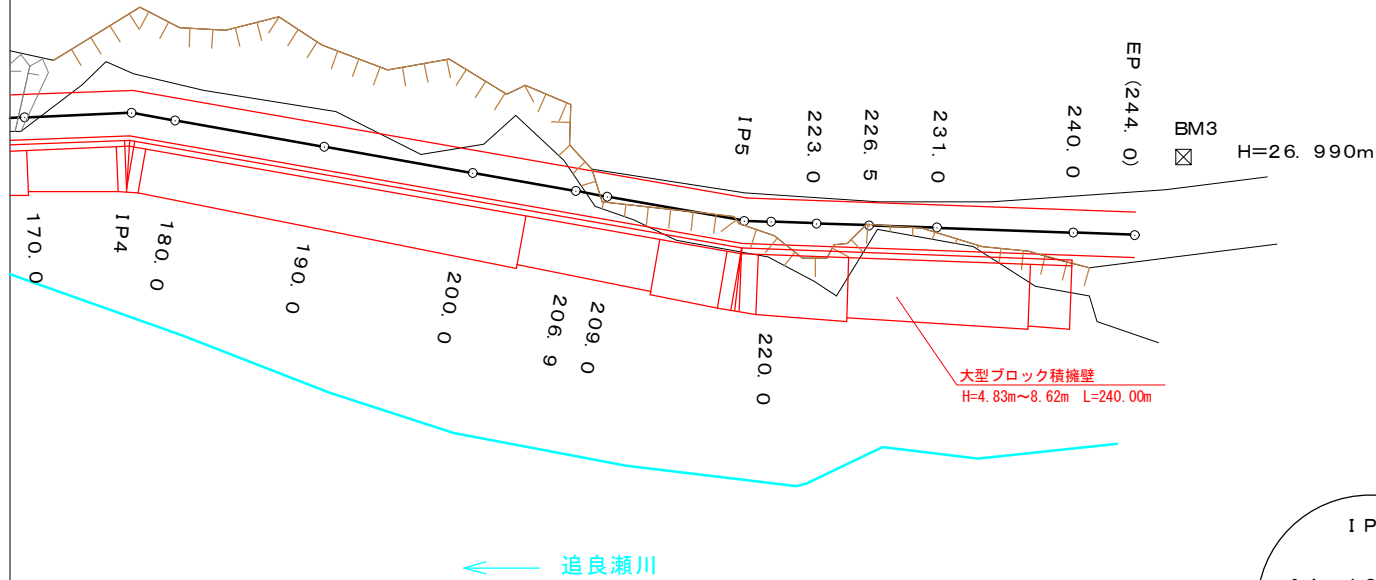 EP (244. 0)
BM3
H=26. 990m
IP5
223. 0
226. 5
231. 0
240. 0
170. 0
IP4
180. 0
190. 0
200. 0
206. 9
209. 0
220. 0
大型ブロック積擁壁
H=4.83m~8.62m L=240.00m
追良瀬川
IP